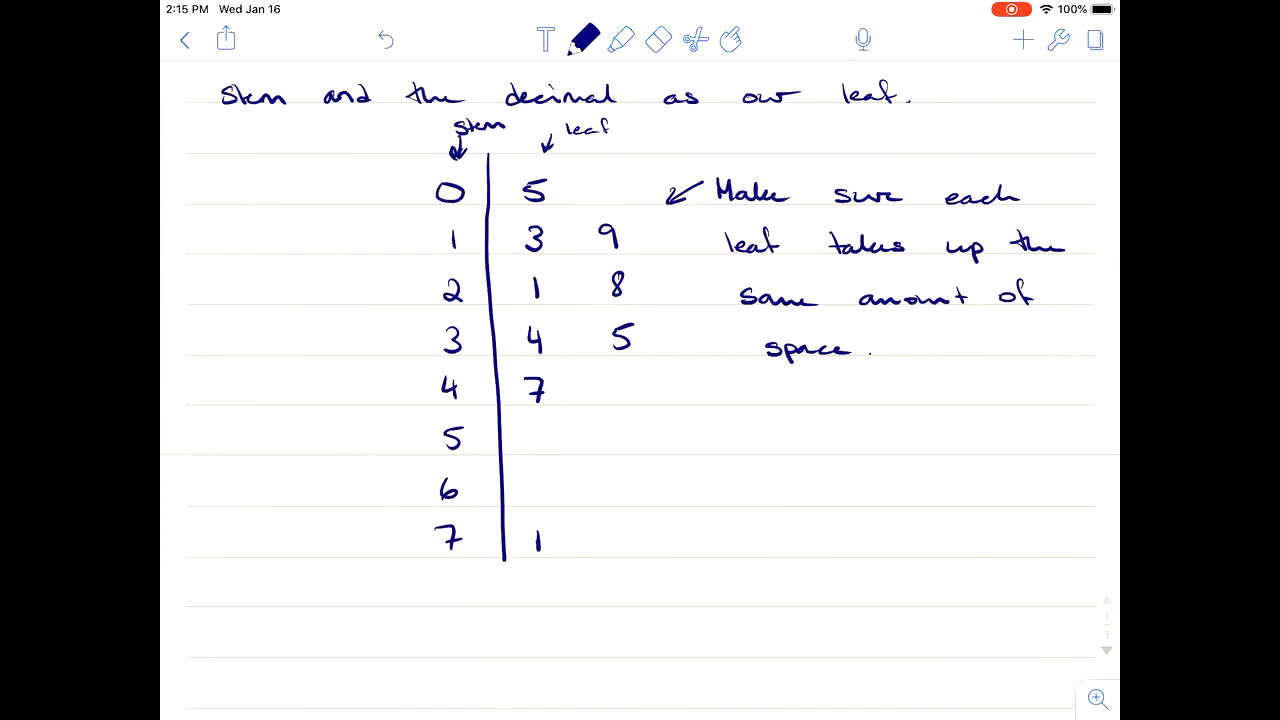 2:15 PM Wed Jan 16 100%
T
Stem and the decimal as our leaf.
stem leaf
0 5
1 3 9
2 1 8
3 4 5
4 7
5
6
7 1
Make sure each
leaf takes up the
same amount of
space.
1
3